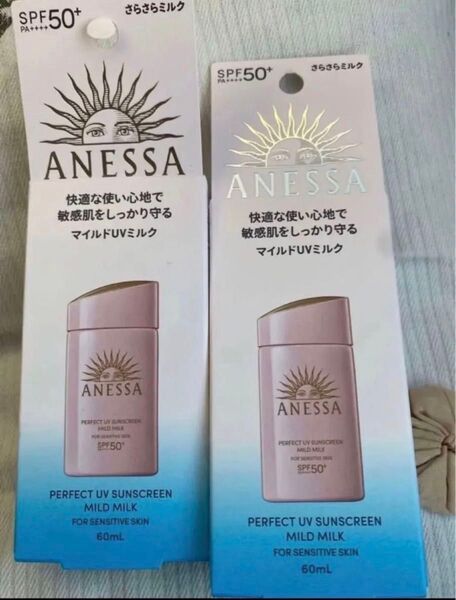 SPF50+
PA++++
さらさらミルク
ANESSA
快適な使い心地で
敏感肌をしっかり守る
マイルドUVミルク
ANESSA
PERFECT UV SUNSCREEN
MILD MILK
FOR SENSITIVE SKIN
SPF50+
PERFECT UV SUNSCREEN
MILD MILK
FOR SENSITIVE SKIN
60mL
SPF50+
PA++++
さらさらミルク
ANESSA
快適な使い心地で
敏感肌をしっかり守る
マイルドUVミルク
ANESSA
PERFECT UV SUNSCREEN
MILD MILK
FOR SENSITIVE SKIN
SPF50+
PERFECT UV SUNSCREEN
MILD MILK
FOR SENSITIVE SKIN
60mL